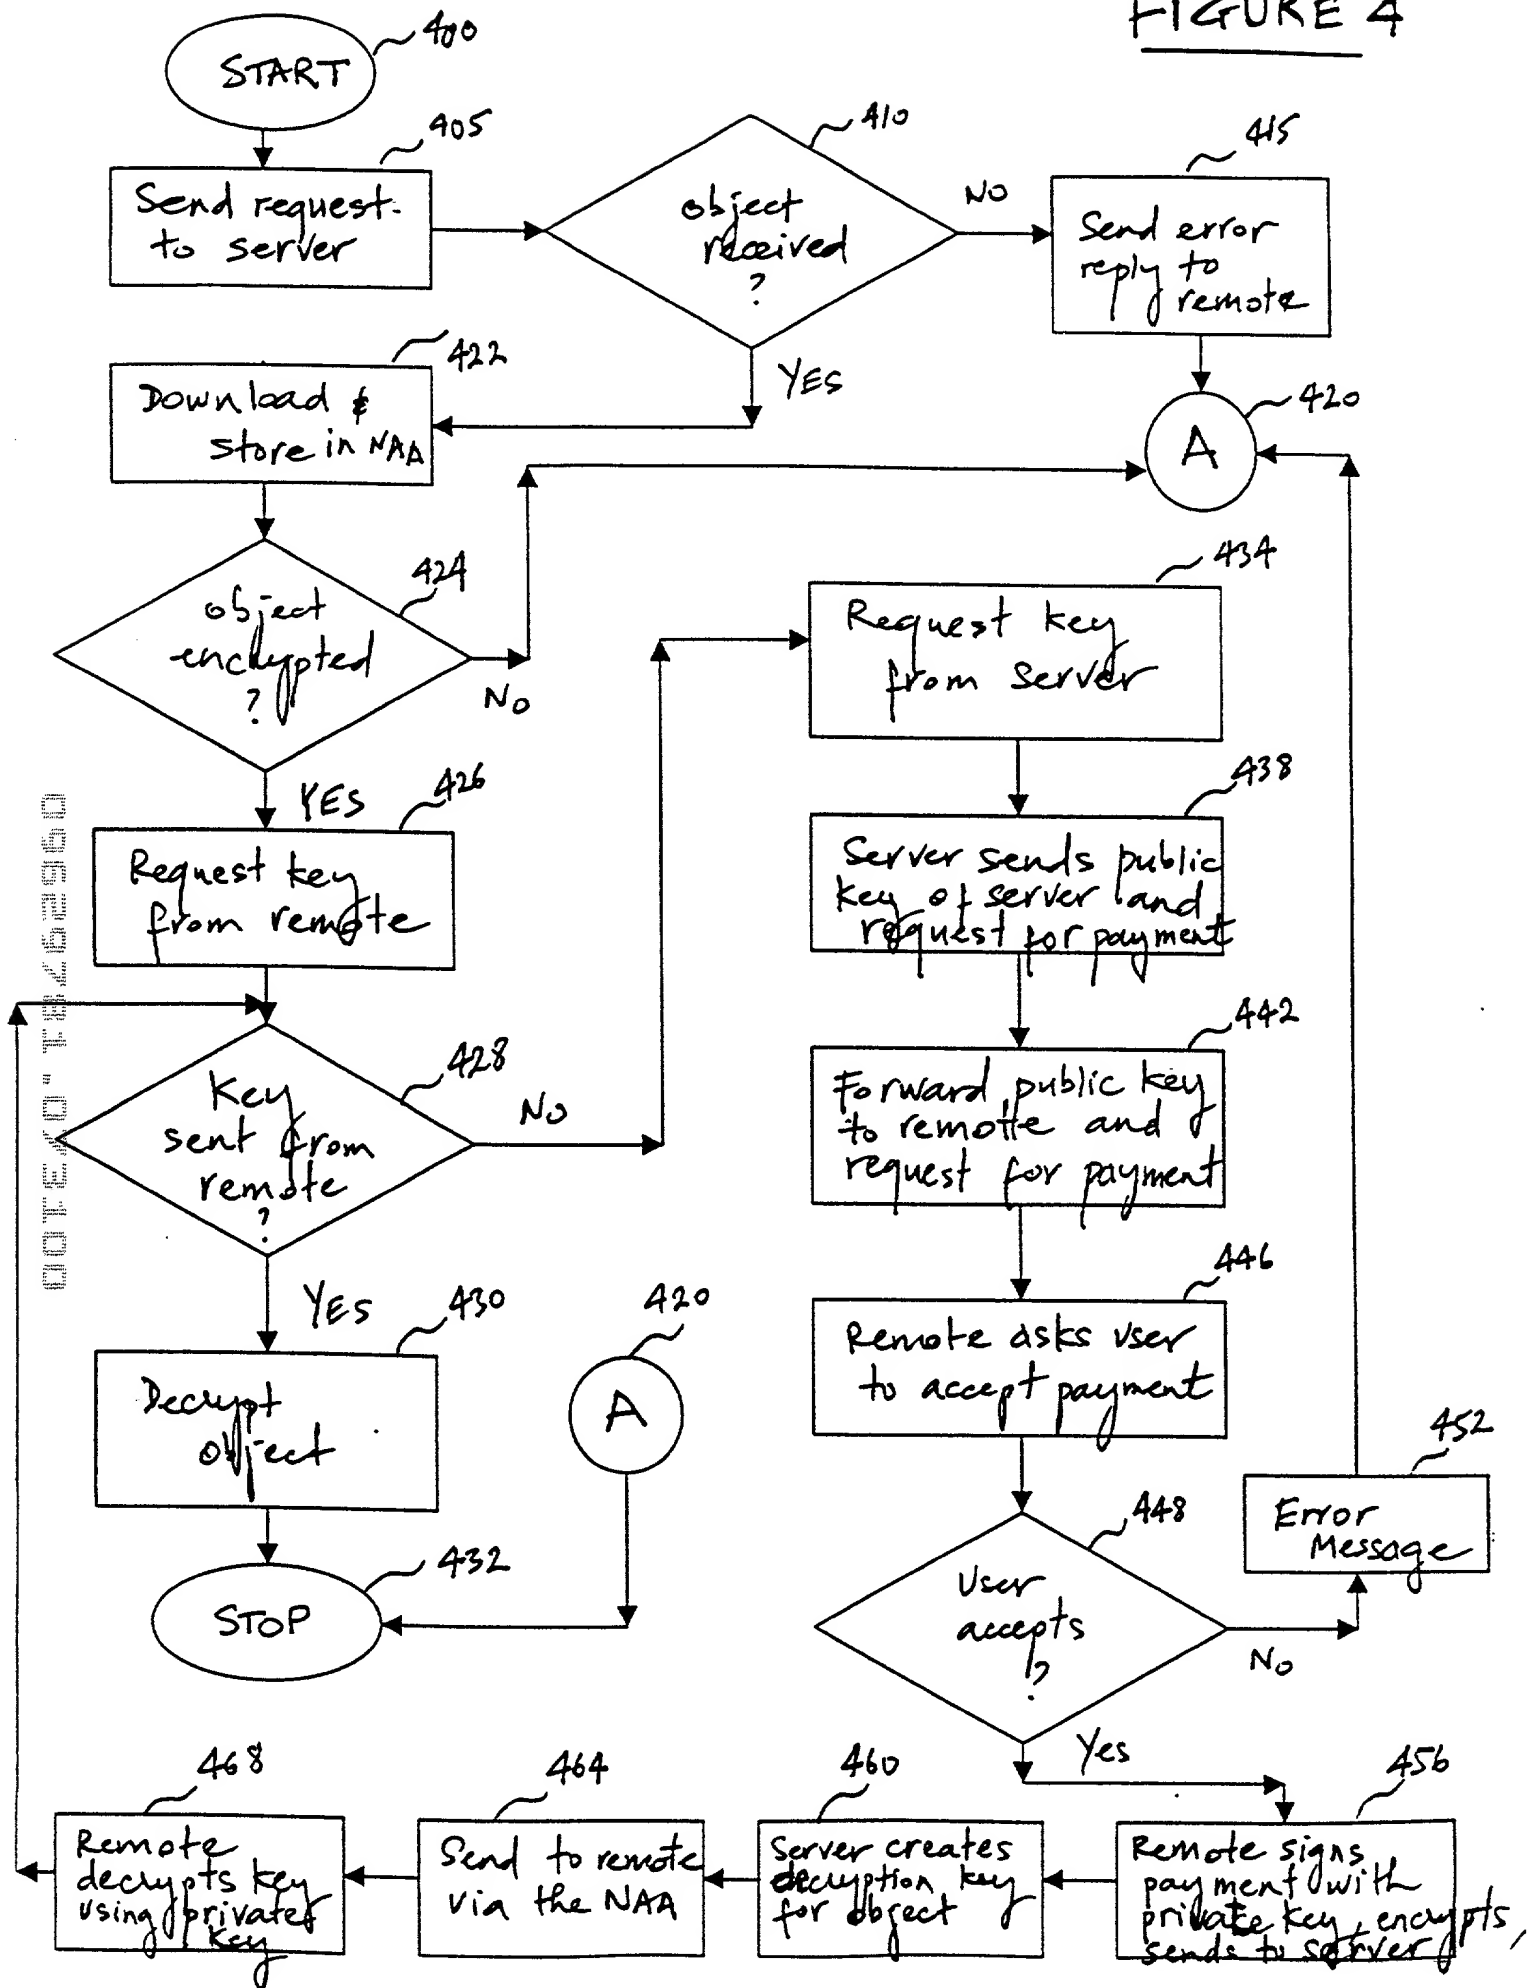 FIGURE 4
400
START
405
Send request
to server
410
object
received
?
NO
YES
415
Send error
reply to
remote
420
A
422
Download &
store in NAA
424
object
encrypted
?
No
YES
426
Request key
from remote
428
Key
sent from
remote
?
No
YES
430
Decrypt
object
432
STOP
420
A
434
Request key
from server
438
Server sends public
key of server and
request for payment
442
Forward public key
to remote and
request for payment
446
Remote asks user
to accept payment
448
User
accepts
?
No
Yes
452
Error
Message
456
Remote signs
payment with
private key, encrypts,
sends to server
460
Server creates
decryption key
for object
464
Send to remote
via the NAA
468
Remote
decrypts key
using private
key